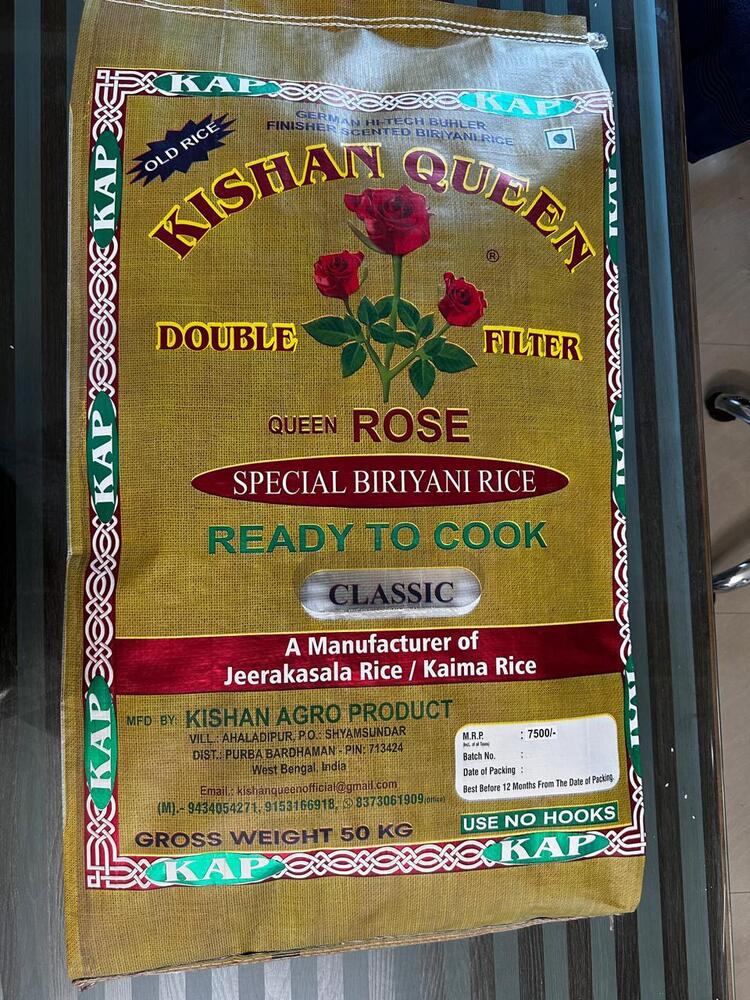 KAP
KAP
GERMAN HI-TECH BUHLER
FINISHER SCENTED BIRIYANI RICE
OLD RICE
KISHAN QUEEN
®
KAP
DOUBLE
FILTER
QUEEN ROSE
SPECIAL BIRIYANI RICE
KAP
READY TO COOK
CLASSIC
A Manufacturer of
Jeerakasala Rice / Kaima Rice
KAP
MFD BY: KISHAN AGRO PRODUCT
VILL.: AHALADIPUR, P.O.: SHYAMSUNDAR
DIST.: PURBA BARDHAMAN - PIN: 713424
West Bengal, India
Email.: kishanqueenofficial@gmail.com
(M).- 9434054271, 9153166918, 8373061909 (office)
GROSS WEIGHT 50 KG
M.R.P. : 7500/-
(Incl. of all Taxes)
Batch No. :
Date of Packing :
Best Before 12 Months From The Date of Packing.
USE NO HOOKS
KAP
KAP